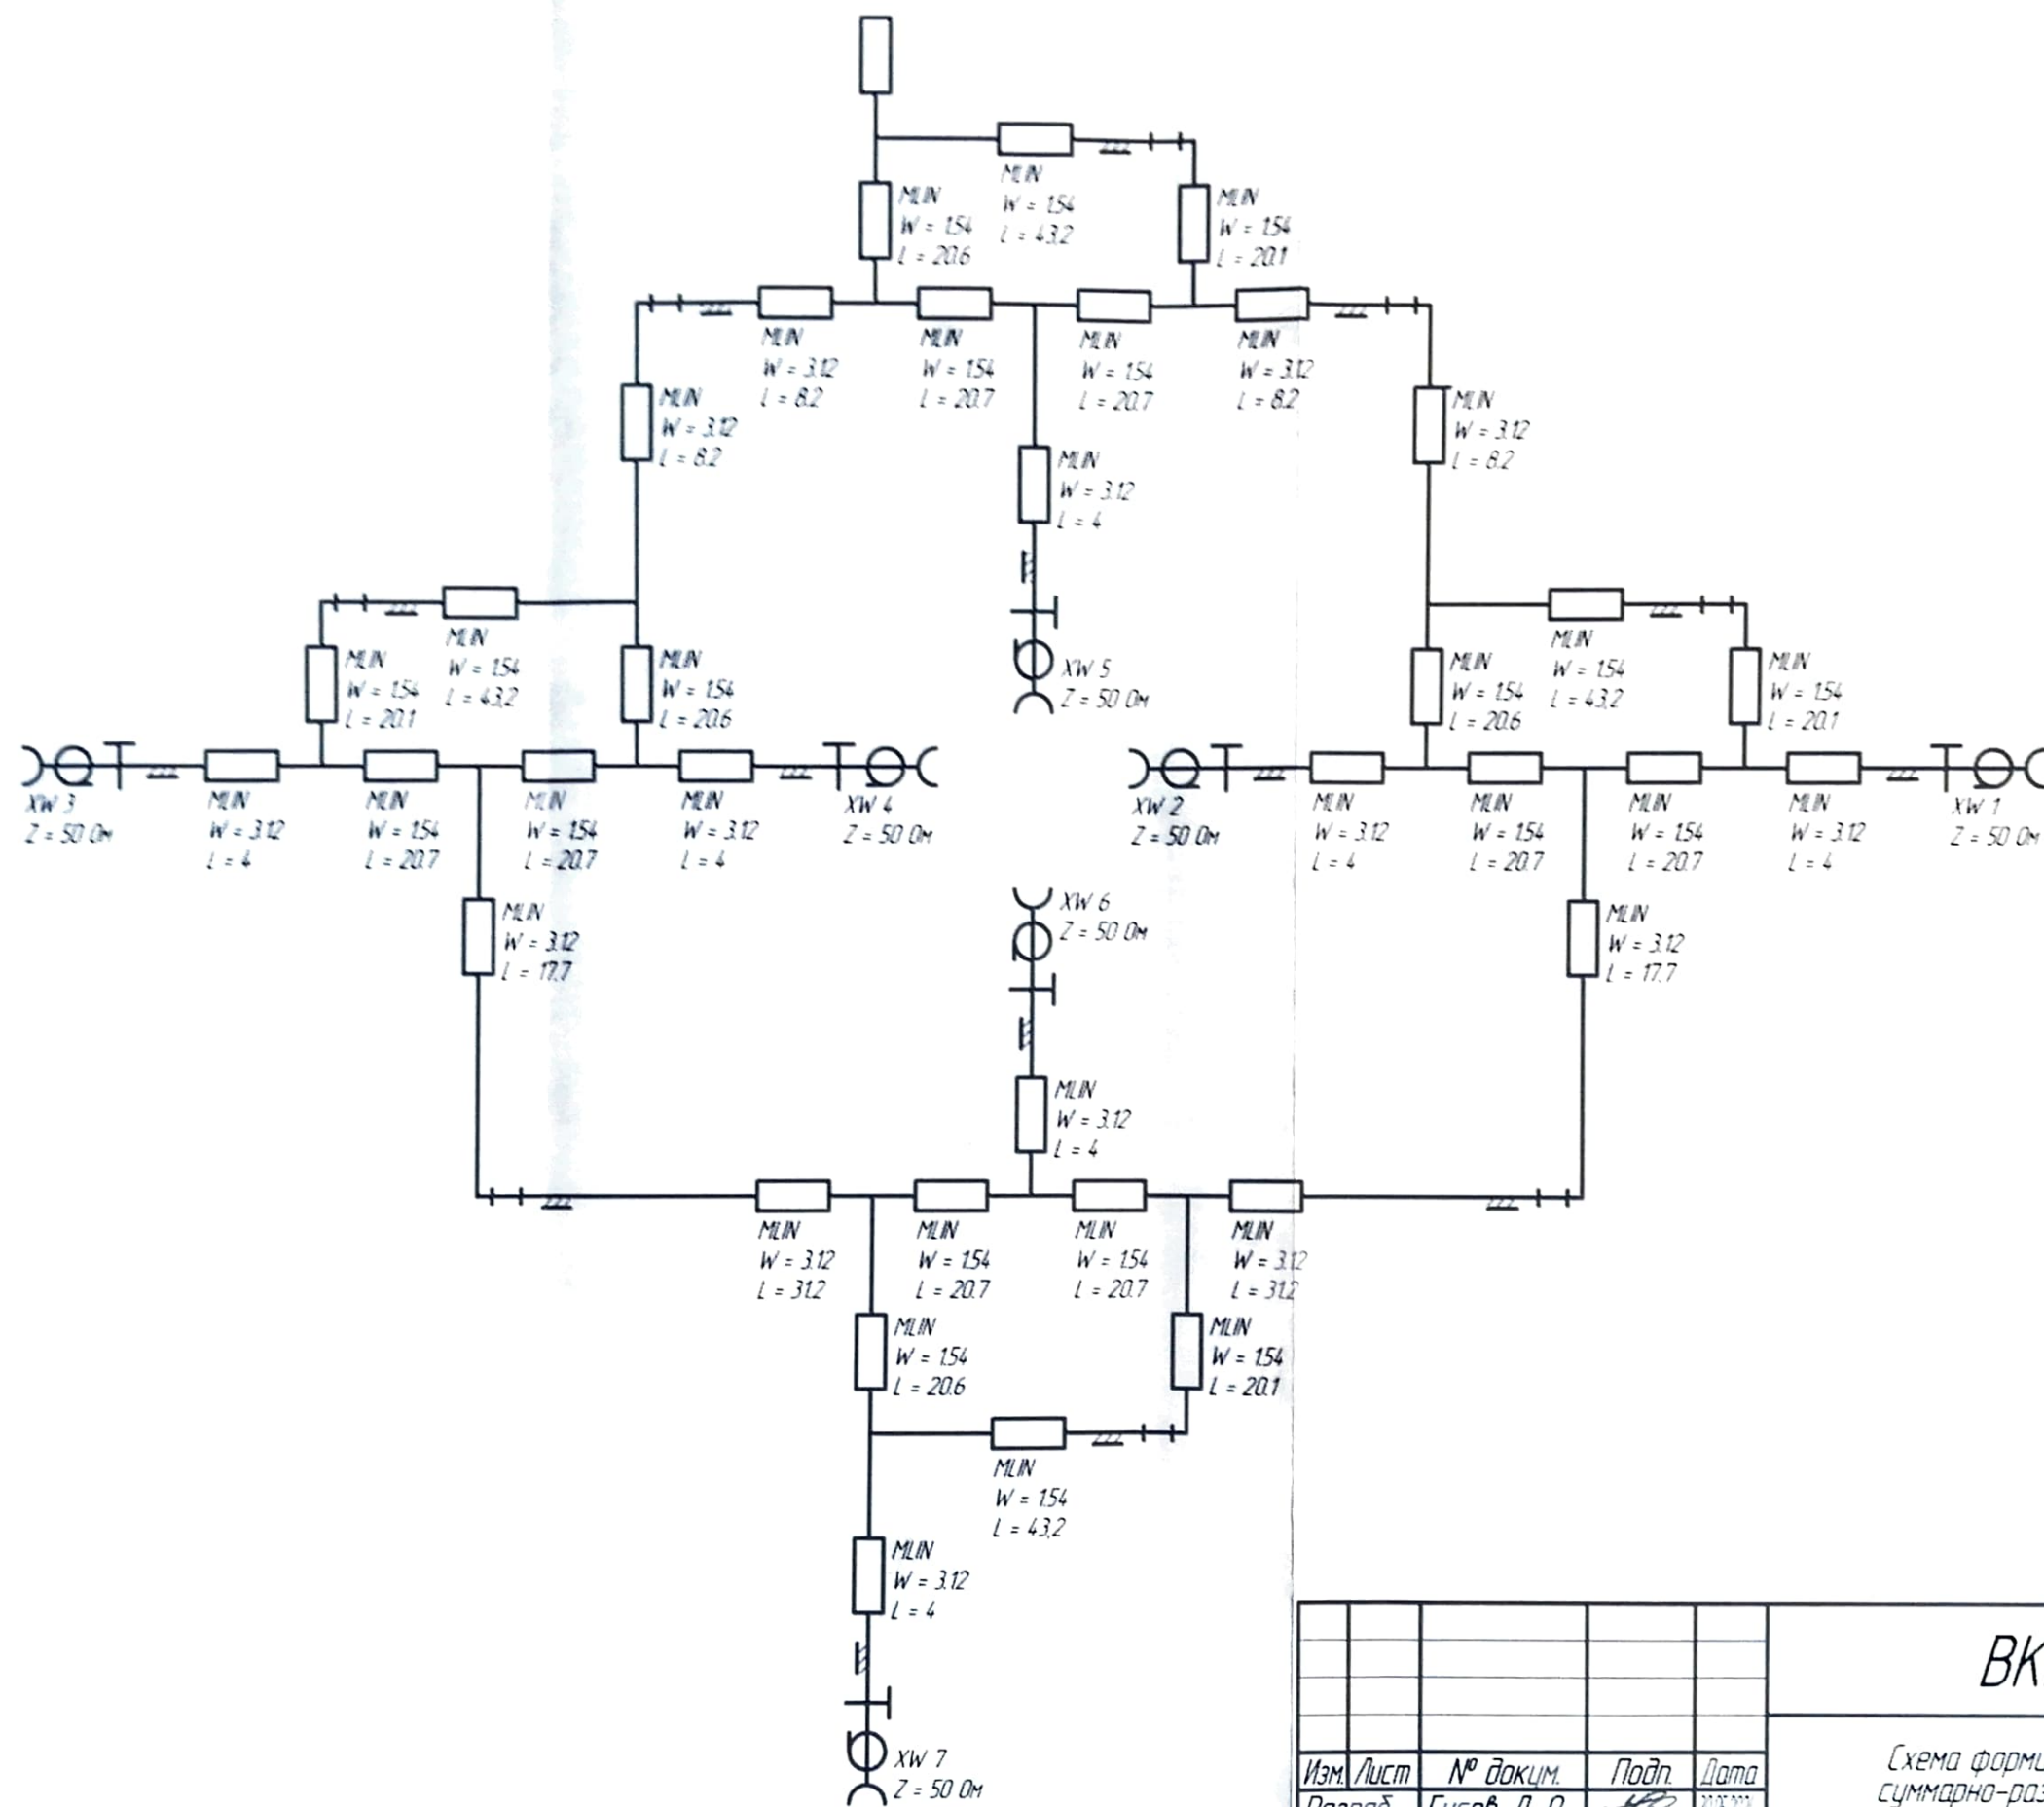 MLIN
W = 1.54
L = 43,2
MLIN
W = 1.54
L = 20.6
MLIN
W = 1.54
L = 20.1
MLIN
W = 3.12
L = 8.2
MLIN
W = 1.54
L = 20.7
MLIN
W = 1.54
L = 20.7
MLIN
W = 3.12
L = 8.2
MLIN
W = 3.12
L = 8.2
MLIN
W = 3.12
L = 8.2
MLIN
W = 3.12
L = 4
MLIN
W = 1.54
L = 43,2
MLIN
W = 1.54
L = 20.1
MLIN
W = 1.54
L = 20.6
XW 5
Z = 50 Ом
MLIN
W = 1.54
L = 43,2
MLIN
W = 1.54
L = 20.6
MLIN
W = 1.54
L = 20.1
XW 3
Z = 50 Ом
MLIN
W = 3.12
L = 4
MLIN
W = 1.54
L = 20.7
MLIN
W = 1.54
L = 20.7
MLIN
W = 3.12
L = 4
XW 4
Z = 50 Ом
XW 2
Z = 50 Ом
MLIN
W = 3.12
L = 4
MLIN
W = 1.54
L = 20.7
MLIN
W = 1.54
L = 20.7
MLIN
W = 3.12
L = 4
XW 1
Z = 50 Ом
MLIN
W = 3.12
L = 17.7
XW 6
Z = 50 Ом
MLIN
W = 3.12
L = 17.7
MLIN
W = 3.12
L = 4
MLIN
W = 3.12
L = 31.2
MLIN
W = 1.54
L = 20.7
MLIN
W = 1.54
L = 20.7
MLIN
W = 3.12
L = 31.2
MLIN
W = 1.54
L = 20.6
MLIN
W = 1.54
L = 20.1
MLIN
W = 1.54
L = 43,2
MLIN
W = 3.12
L = 4
XW 7
Z = 50 Ом
ВК
Схема форми
суммарно-раз
Изм. Лист № докум. Подп. Дата